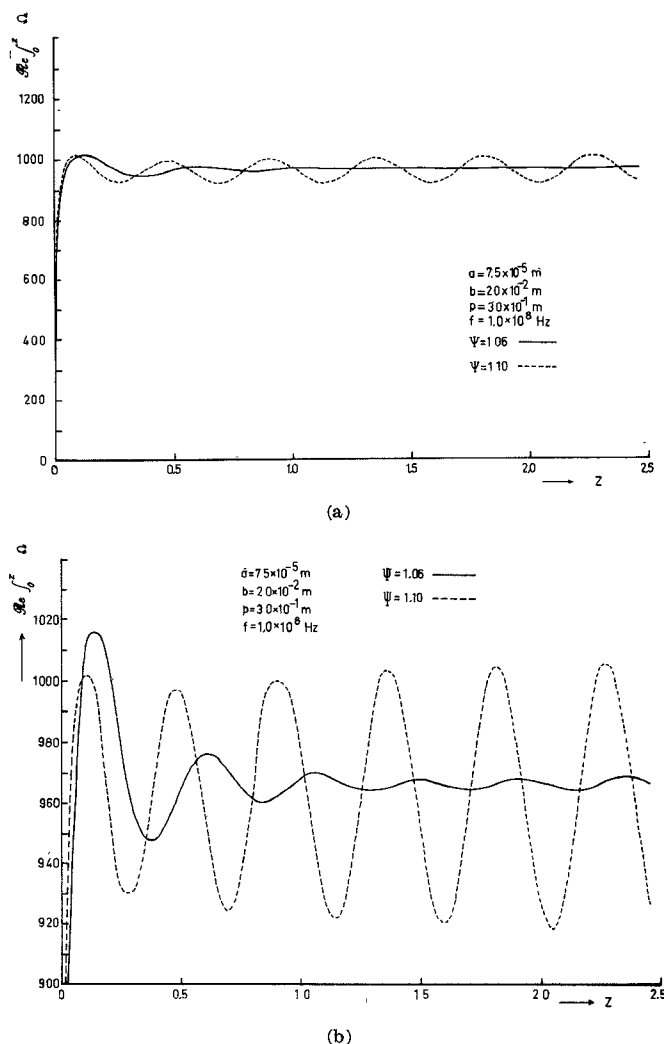 Re ∫₀ᶻ Ω
1200
1000
800
600
400
200
0
a = 7.5×10⁻⁵ m
b = 2.0×10⁻² m
p = 3.0×10⁻¹ m
f = 1.0×10⁸ Hz
Ψ=1.06
Ψ=1.10
0 0.5 1.0 1.5 2.0 2.5
→ Z
(a)
Re ∫₀ᶻ Ω
1020
1000
970
960
940
920
900
a = 7.5×10⁻⁵ m
b = 2.0×10⁻² m
p = 3.0×10⁻¹ m
f = 1.0×10⁸ Hz
Ψ=1.06
Ψ=1.10
0 0.5 1.0 1.5 2.0 2.5
→ Z
(b)